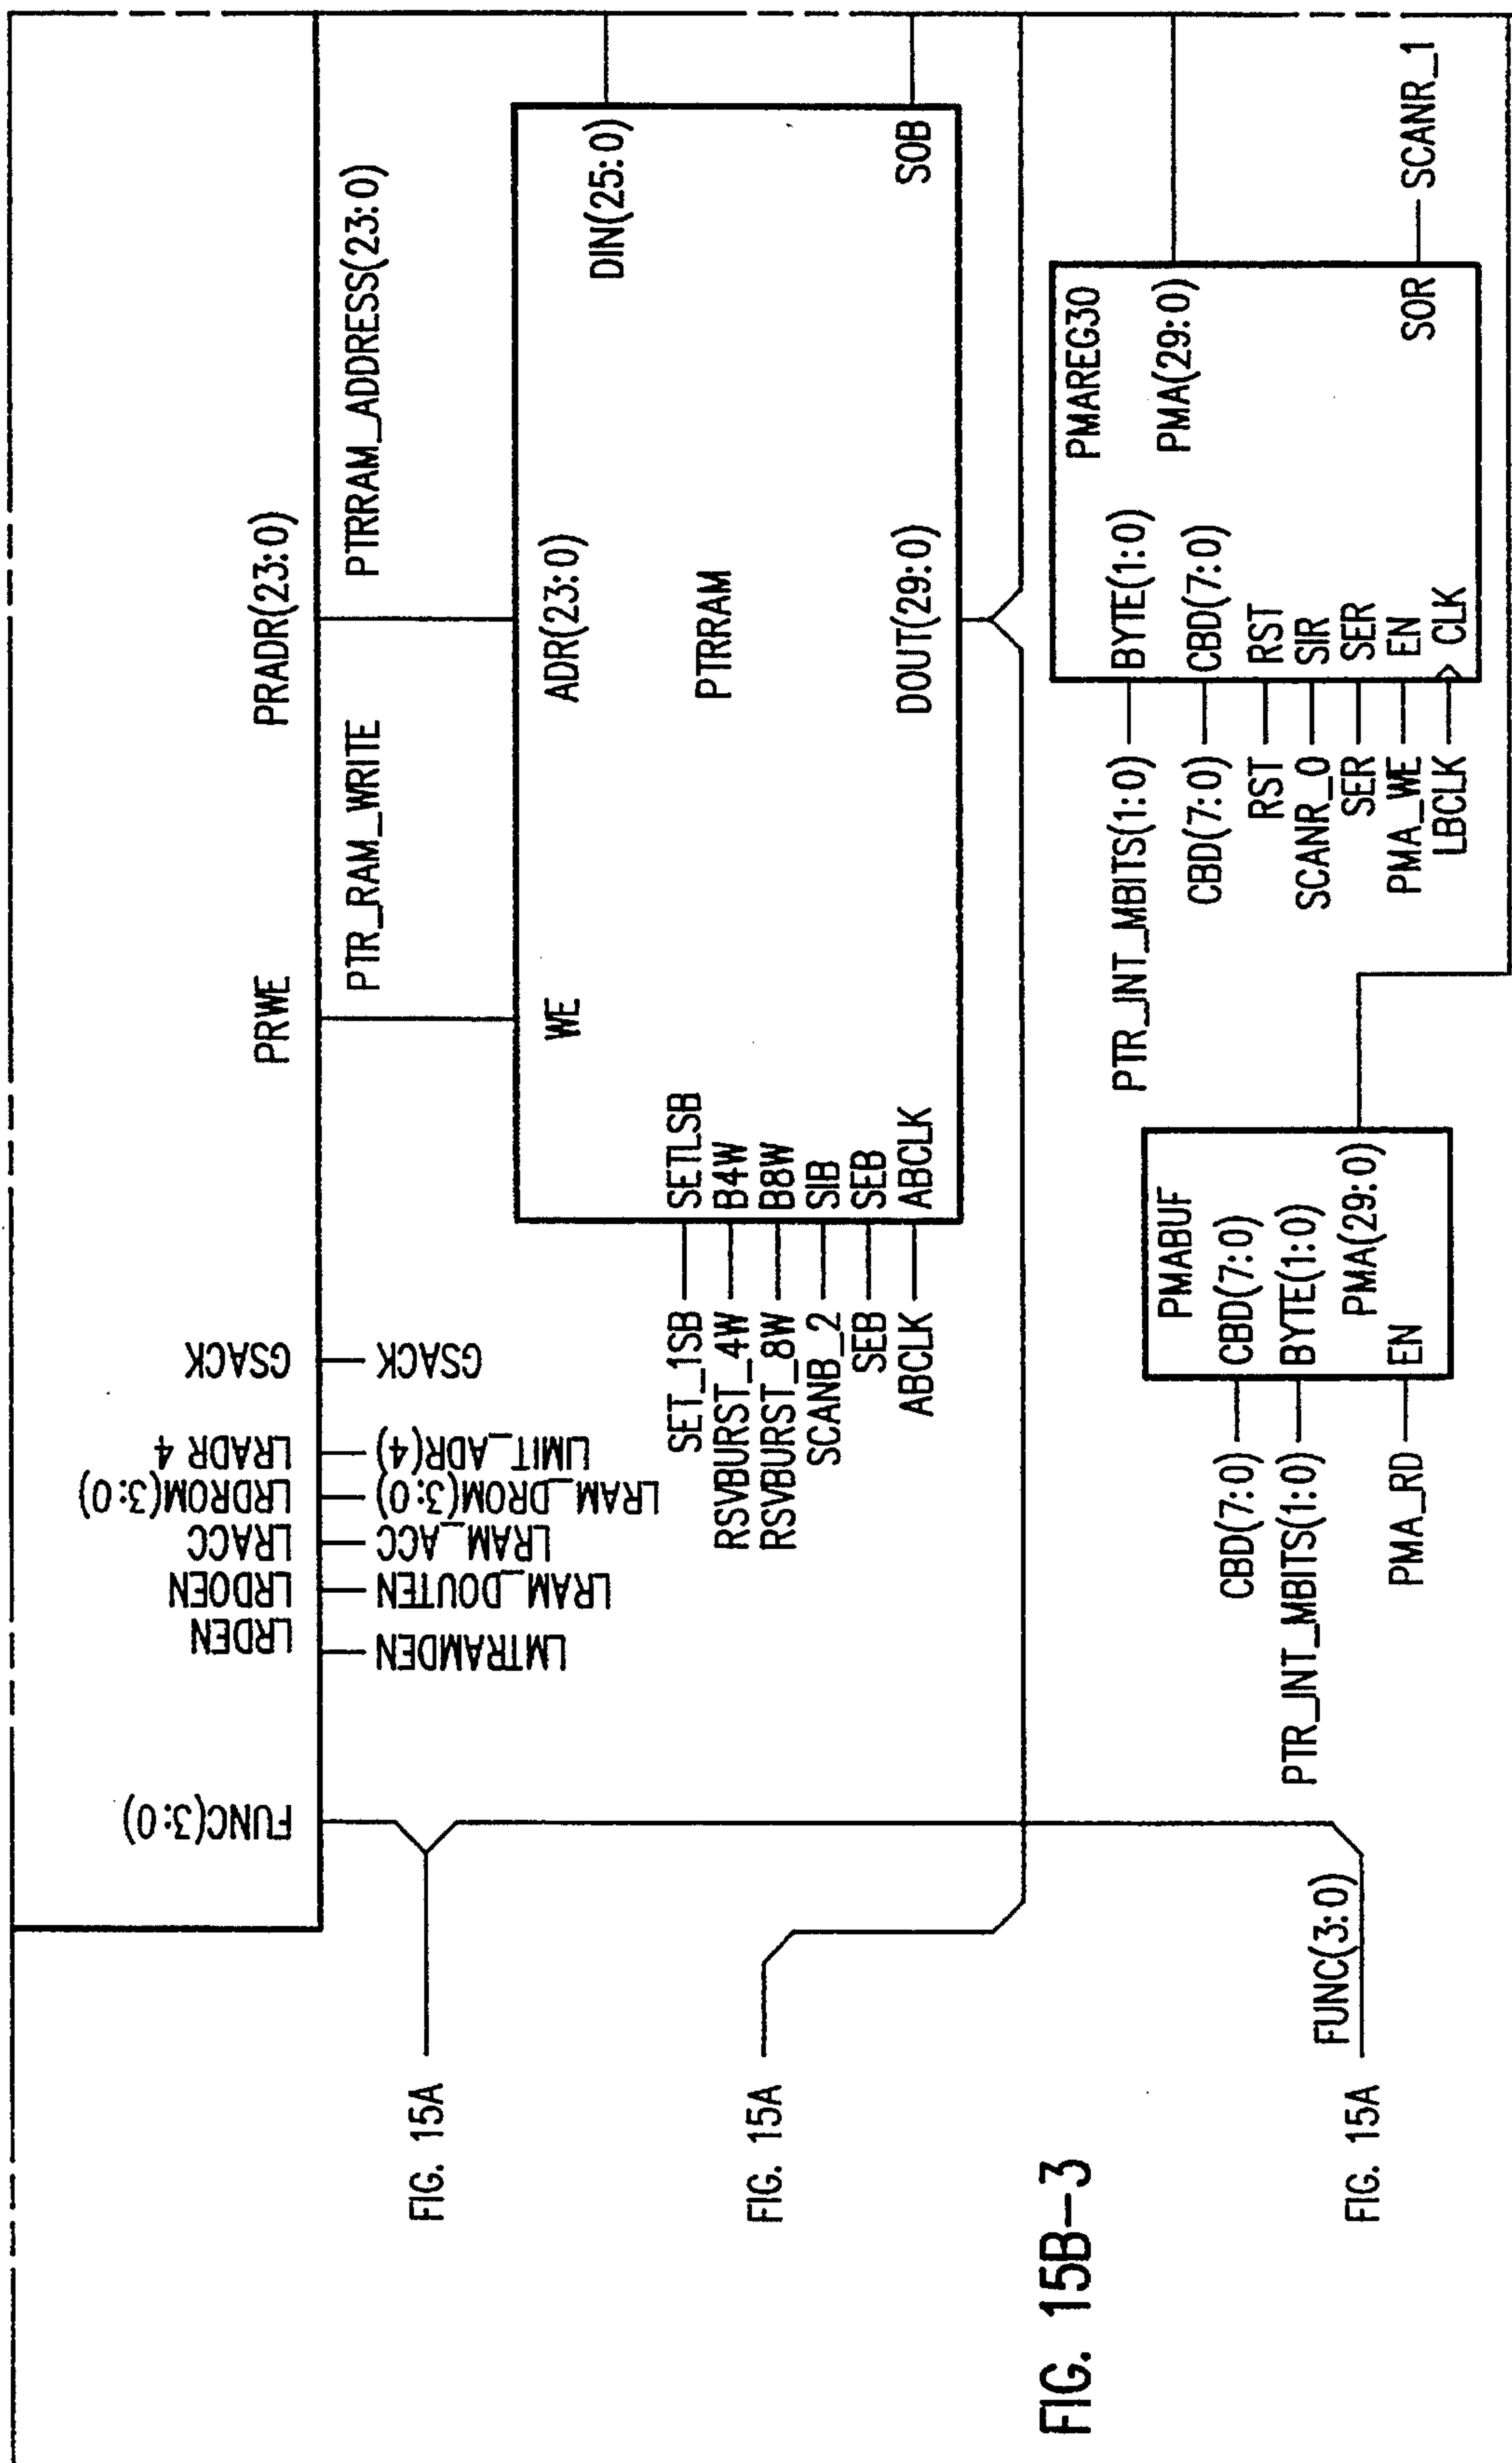 FUNC(3:0)
LRDEN
LRDOEN
LRACC
LRDROM(3:0)
LRADR 4
GSACK
PRWE
PRADR(23:0)
LMTRAMDEN
LRAM_DOUTEN
LRAM_ACC
LRAM_DROM(3:0)
LIMIT_ADR(4)
GSACK
PTR_RAM_WRITE
PTRRAM_ADDRESS(23:0)
FIG. 15A
WE
ADR(23:0)
DIN(25:0)
SET_1SB
SETLSB
PTRRAM
RSVBURST_4W
B4W
RSVBURST_8W
B8W
SCANB_2
SIB
SEB
SEB
ABCLK
ABCLK
DOUT(29:0)
SOB
FIG. 15A
PMAREG30
PTR_INT_MBITS(1:0)
BYTE(1:0)
PMA(29:0)
CBD(7:0)
CBD(7:0)
RST
RST
SCANR_0
SIR
SER
SER
PMA_WE
EN
LBCLK
CLK
SOR
SCANR_1
PMABUF
CBD(7:0)
CBD(7:0)
PTR_INT_MBITS(1:0)
BYTE(1:0)
PMA(29:0)
PMA_RD
EN
FUNC(3:0)
FIG. 15A
FIG. 15B-3